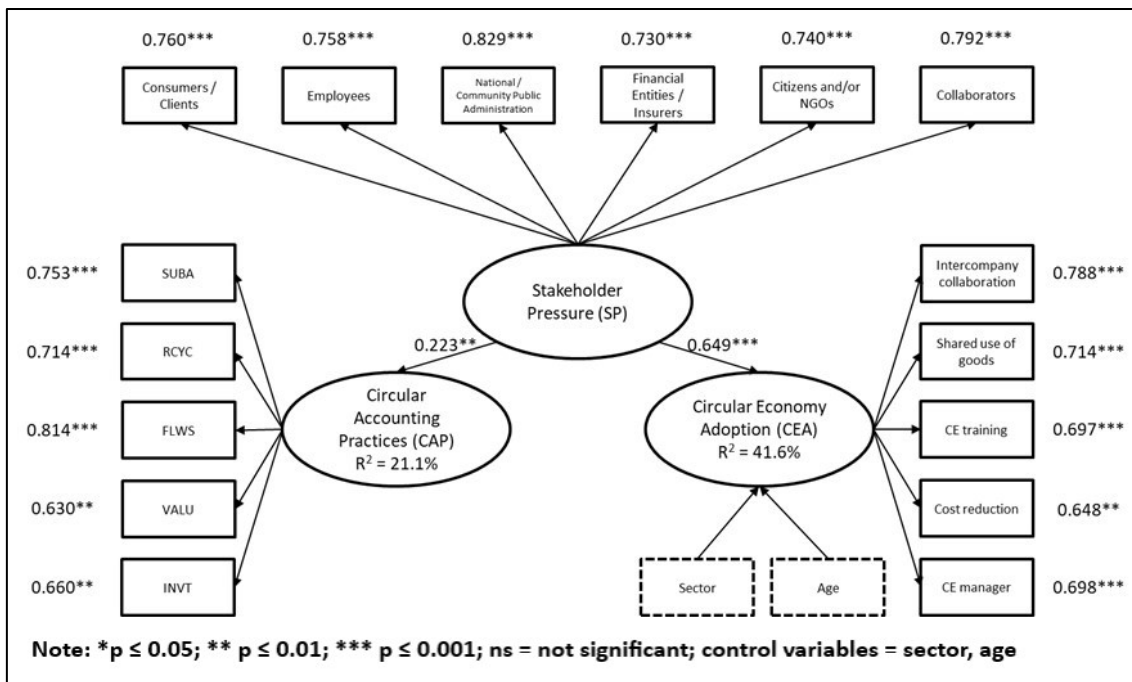 0.760***
0.758***
0.829***
0.730***
0.740***
0.792***
Consumers /
Clients
Employees
National /
Community Public
Administration
Financial
Entities /
Insurers
Citizens and/or
NGOs
Collaborators
0.753***
SUBA
Stakeholder
Pressure (SP)
Intercompany
collaboration
0.788***
0.714***
RCYC
0.223**
0.649***
Shared use of
goods
0.714***
0.814***
FLWS
Circular
Accounting
Practices (CAP)
R² = 21.1%
Circular Economy
Adoption (CEA)
R² = 41.6%
CE training
0.697***
0.630**
VALU
Cost reduction
0.648**
0.660**
INVT
Sector
Age
CE manager
0.698***
Note: *p ≤ 0.05; ** p ≤ 0.01; *** p ≤ 0.001; ns = not significant; control variables = sector, age